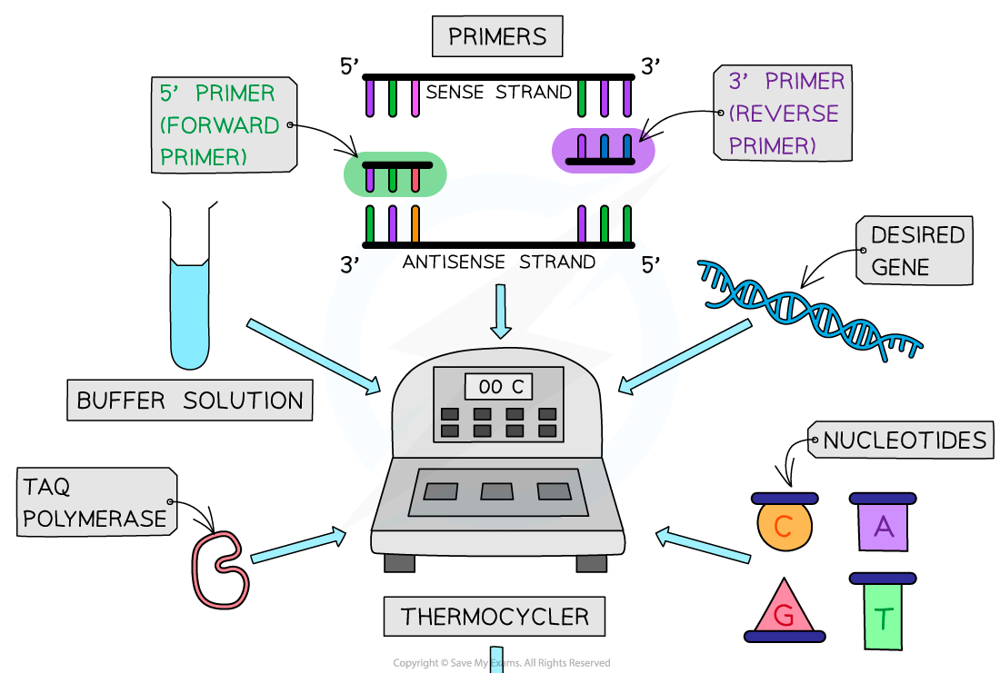 PRIMERS
5' 3'
SENSE STRAND
5' PRIMER
(FORWARD
PRIMER)
3' PRIMER
(REVERSE
PRIMER)
3' 5'
ANTISENSE STRAND
DESIRED
GENE
BUFFER SOLUTION
00 C
NUCLEOTIDES
TAQ
POLYMERASE
C A
G T
THERMOCYCLER
Copyright © Save My Exams. All Rights Reserved